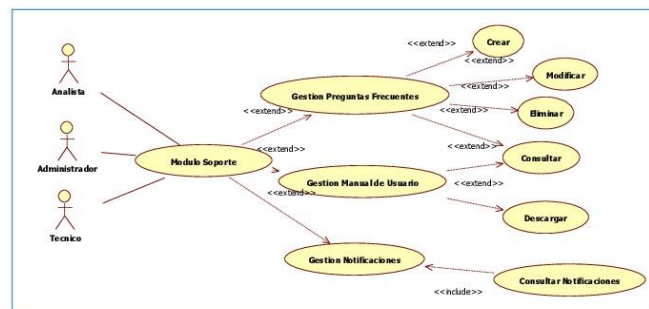 <<extend>>
Crear
<<extend>>
Modificar
Analista
Gestion Preguntas Frecuentes
<<extend>>
Eliminar
<<extend>>
<<extend>>
<<extend>>
Administrador
Modulo Soporte
Consultar
Gestion Manual de Usuario
<<extend>>
<<extend>>
Tecnico
Descargar
Gestion Notificaciones
Consultar Notificaciones
<<include>>